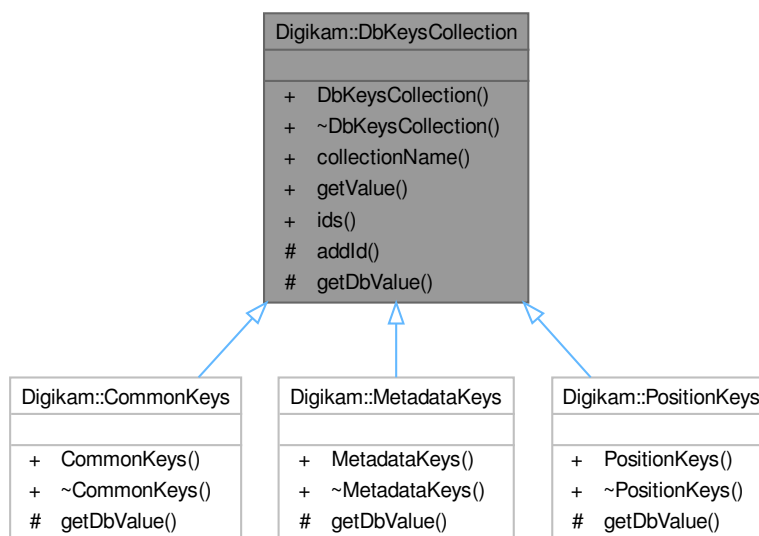 Digikam::DbKeysCollection
+ DbKeysCollection()
+ ~DbKeysCollection()
+ collectionName()
+ getValue()
+ ids()
# addId()
# getDbValue()
Digikam::CommonKeys
+ CommonKeys()
+ ~CommonKeys()
# getDbValue()
Digikam::MetadataKeys
+ MetadataKeys()
+ ~MetadataKeys()
# getDbValue()
Digikam::PositionKeys
+ PositionKeys()
+ ~PositionKeys()
# getDbValue()